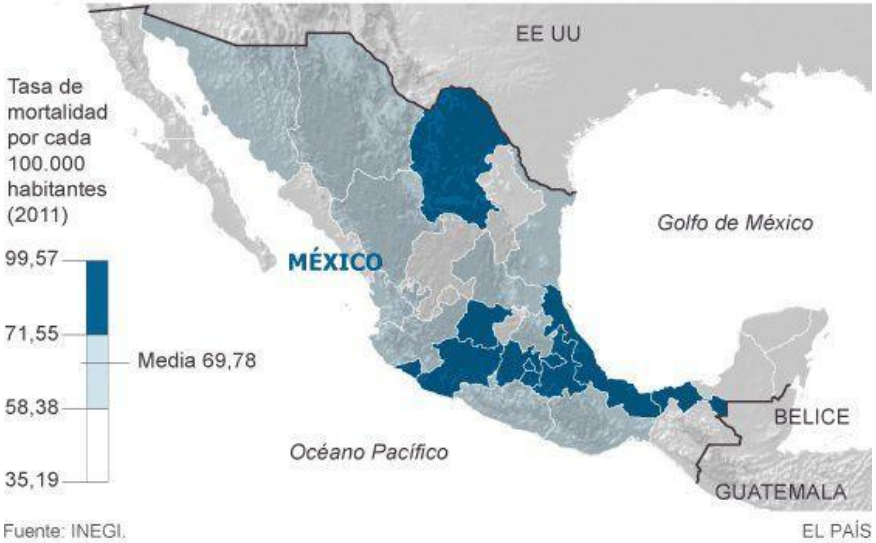 EE UU
Tasa de
mortalidad
por cada
100.000
habitantes
(2011)
Golfo de México
MÉXICO
99,57
71,55
Media 69,78
58,38
BELICE
Océano Pacífico
35,19
GUATEMALA
Fuente: INEGI.
EL PAÍS